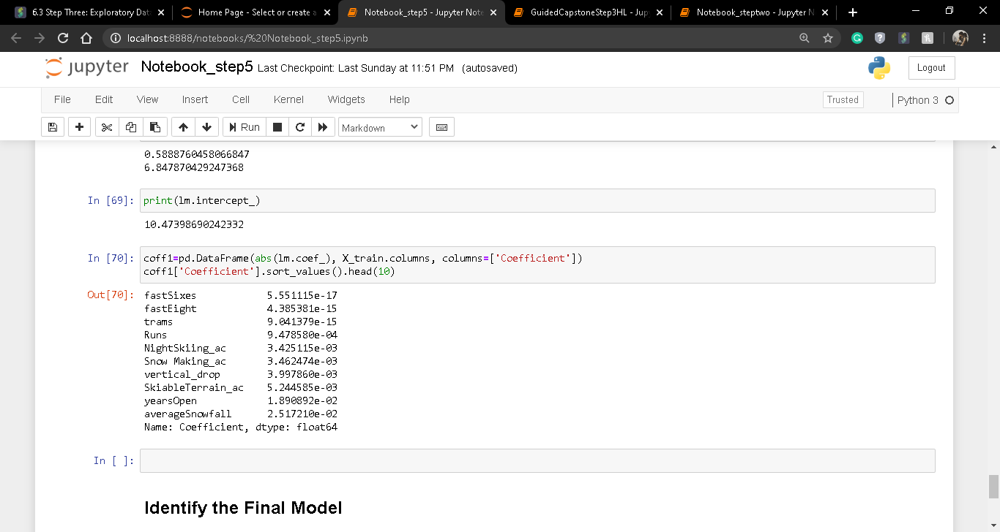 6.3 Step Three: Exploratory Dat
Home Page - Select or create a
Notebook_step5 - Jupyter Note
GuidedCapstoneStep3HL - Jup
Notebook_steptwo - Jupyter N
localhost:8888/notebooks/%20Notebook_step5.ipynb
jupyter Notebook_step5 Last Checkpoint: Last Sunday at 11:51 PM (autosaved)
Logout
File Edit View Insert Cell Kernel Widgets Help
Trusted
Python 3
Run
Markdown
0.5888760458066847
6.847870429247368
In [69]: print(lm.intercept_)
10.47398690242332
In [70]: coff1=pd.DataFrame(abs(lm.coef_), X_train.columns, columns=['Coefficient'])
coff1['Coefficient'].sort_values().head(10)
Out[70]: fastSixes 5.551115e-17
fastEight 4.385381e-15
trams 9.041379e-15
Runs 9.478580e-04
NightSkiing_ac 3.425115e-03
Snow Making_ac 3.462474e-03
vertical_drop 3.997860e-03
SkiableTerrain_ac 5.244585e-03
yearsOpen 1.890892e-02
averageSnowfall 2.517210e-02
Name: Coefficient, dtype: float64
In [ ]:
Identify the Final Model